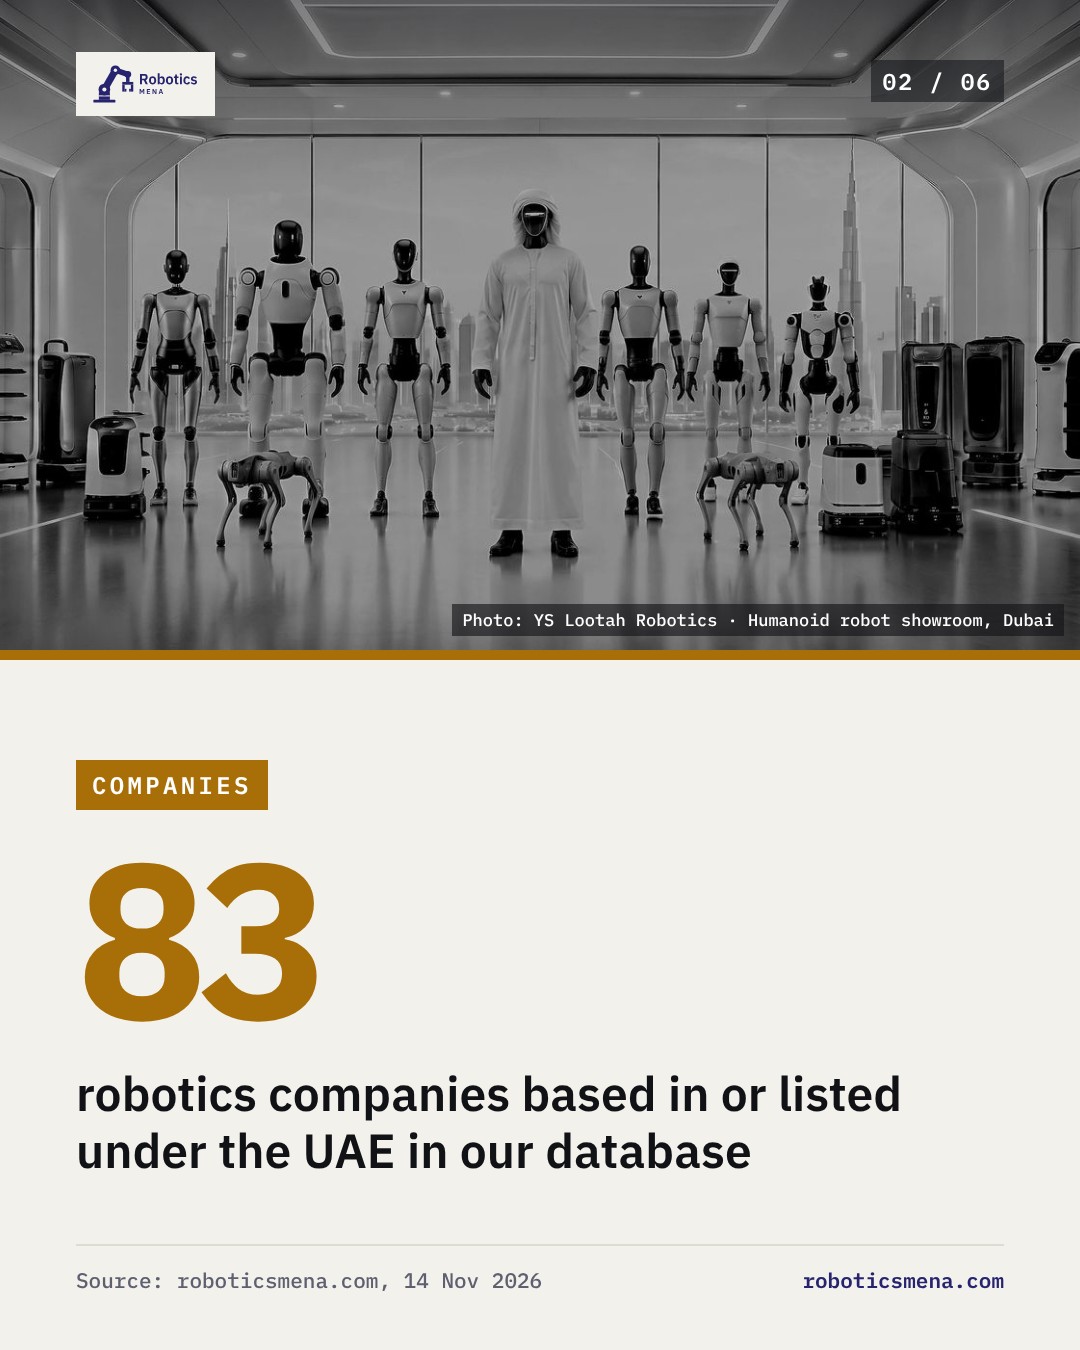 Robotics
MENA
02 / 06
Photo: YS Lootah Robotics · Humanoid robot showroom, Dubai
COMPANIES
83
robotics companies based in or listed
under the UAE in our database
Source: roboticsmena.com, 14 Nov 2026
roboticsmena.com